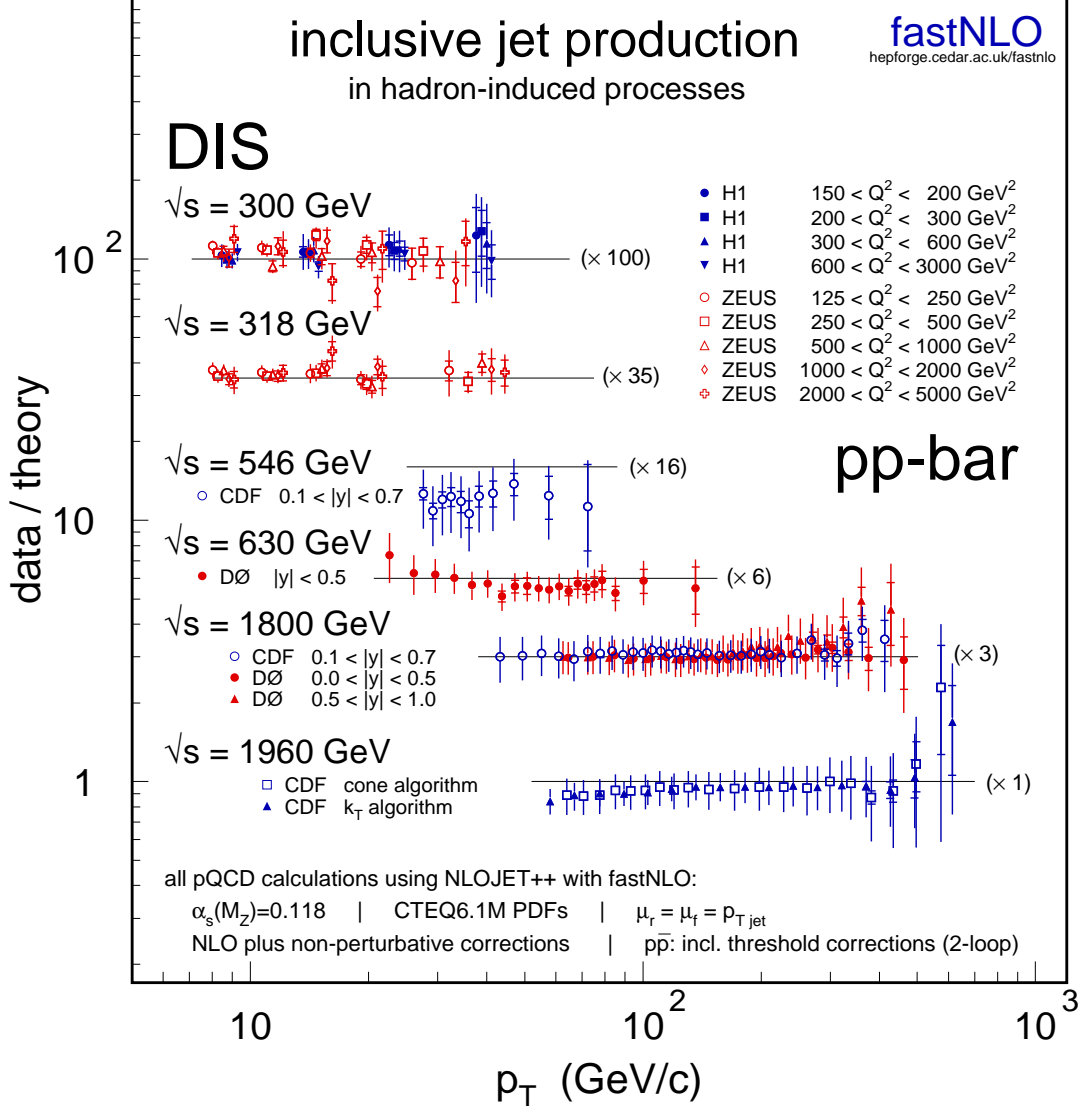 inclusive jet production
in hadron-induced processes
fastNLO
hepforge.cedar.ac.uk/fastnlo
DIS
√s = 300 GeV
(× 100)
√s = 318 GeV
(× 35)
H1 150 < Q² < 200 GeV²
H1 200 < Q² < 300 GeV²
H1 300 < Q² < 600 GeV²
H1 600 < Q² < 3000 GeV²
ZEUS 125 < Q² < 250 GeV²
ZEUS 250 < Q² < 500 GeV²
ZEUS 500 < Q² < 1000 GeV²
ZEUS 1000 < Q² < 2000 GeV²
ZEUS 2000 < Q² < 5000 GeV²
pp-bar
√s = 546 GeV
(× 16)
CDF 0.1 < |y| < 0.7
√s = 630 GeV
DØ |y| < 0.5
(× 6)
√s = 1800 GeV
CDF 0.1 < |y| < 0.7
DØ 0.0 < |y| < 0.5
DØ 0.5 < |y| < 1.0
(× 3)
√s = 1960 GeV
CDF cone algorithm
CDF k_T algorithm
(× 1)
all pQCD calculations using NLOJET++ with fastNLO:
α_s(M_Z)=0.118 | CTEQ6.1M PDFs | μ_r = μ_f = p_T jet
NLO plus non-perturbative corrections | pp̅: incl. threshold corrections (2-loop)
data / theory
10²
10
1
10
10²
10³
p_T (GeV/c)